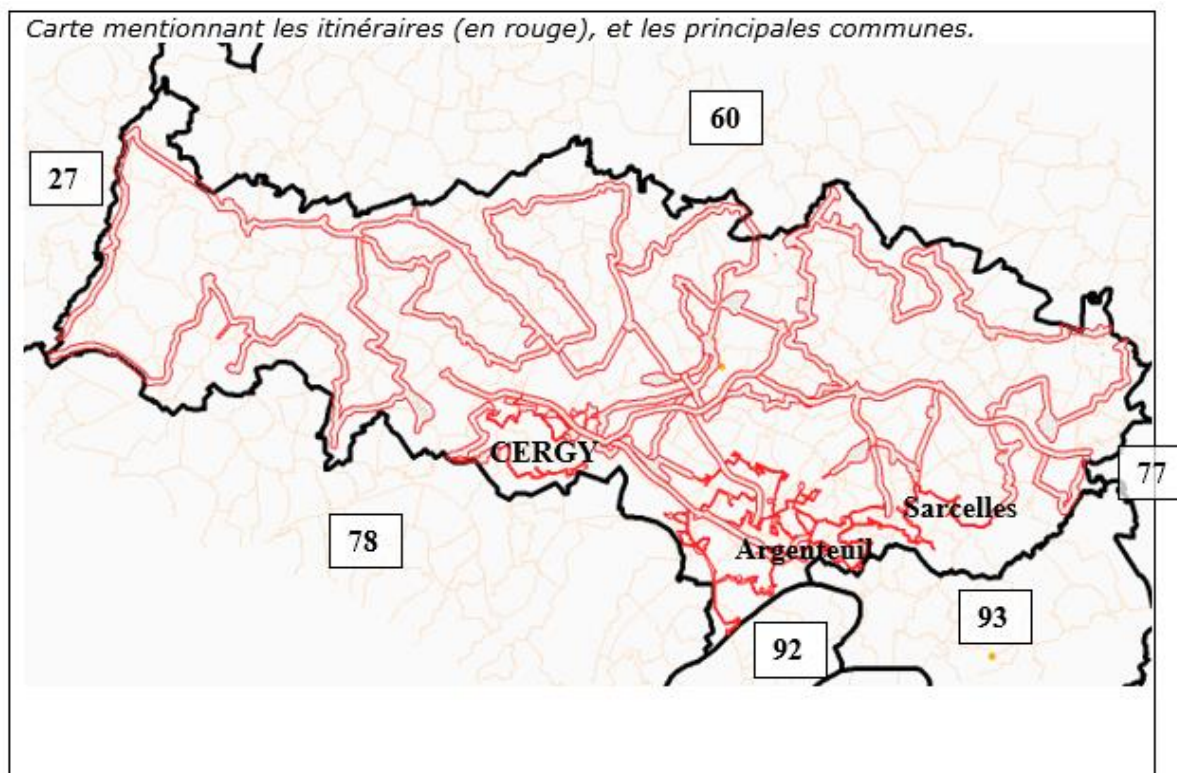 Carte mentionnant les itinéraires (en rouge), et les principales communes.
60
27
CERGY
77
Sarcelles
78
Argenteuil
93
92